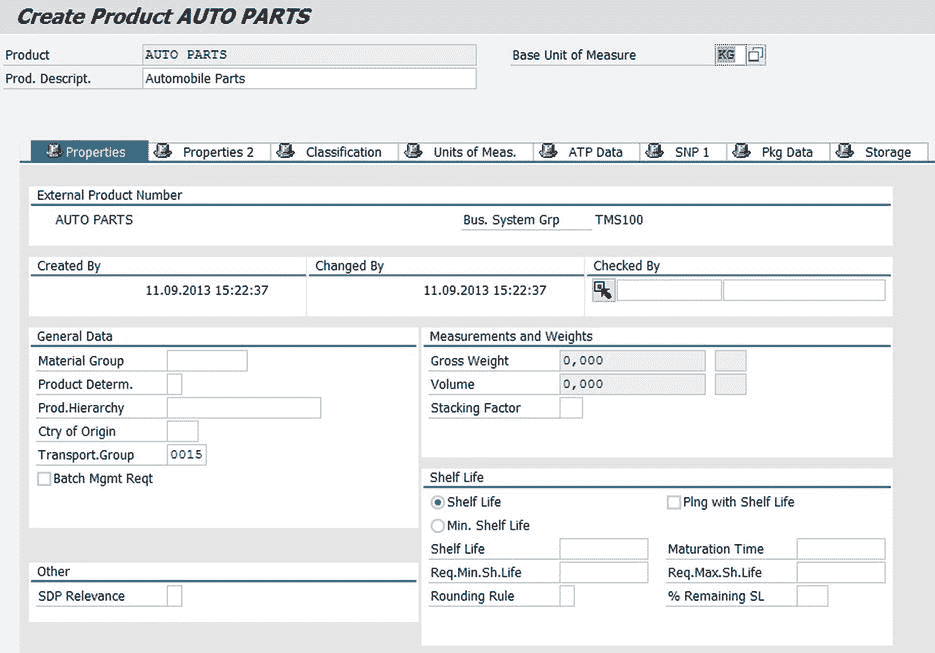 Create Product AUTO PARTS
Product AUTO PARTS Base Unit of Measure KG
Prod. Descript. Automobile Parts
Properties Properties 2 Classification Units of Meas. ATP Data SNP 1 Pkg Data Storage
External Product Number
AUTO PARTS Bus. System Grp TMS100
Created By Changed By Checked By
11.09.2013 15:22:37 11.09.2013 15:22:37
General Data
Material Group
Product Determ.
Prod.Hierarchy
Ctry of Origin
Transport.Group 0015
Batch Mgmt Reqt
Measurements and Weights
Gross Weight 0,000
Volume 0,000
Stacking Factor
Shelf Life
Shelf Life Plng with Shelf Life
Min. Shelf Life
Shelf Life Maturation Time
Req.Min.Sh.Life Req.Max.Sh.Life
Rounding Rule % Remaining SL
Other
SDP Relevance